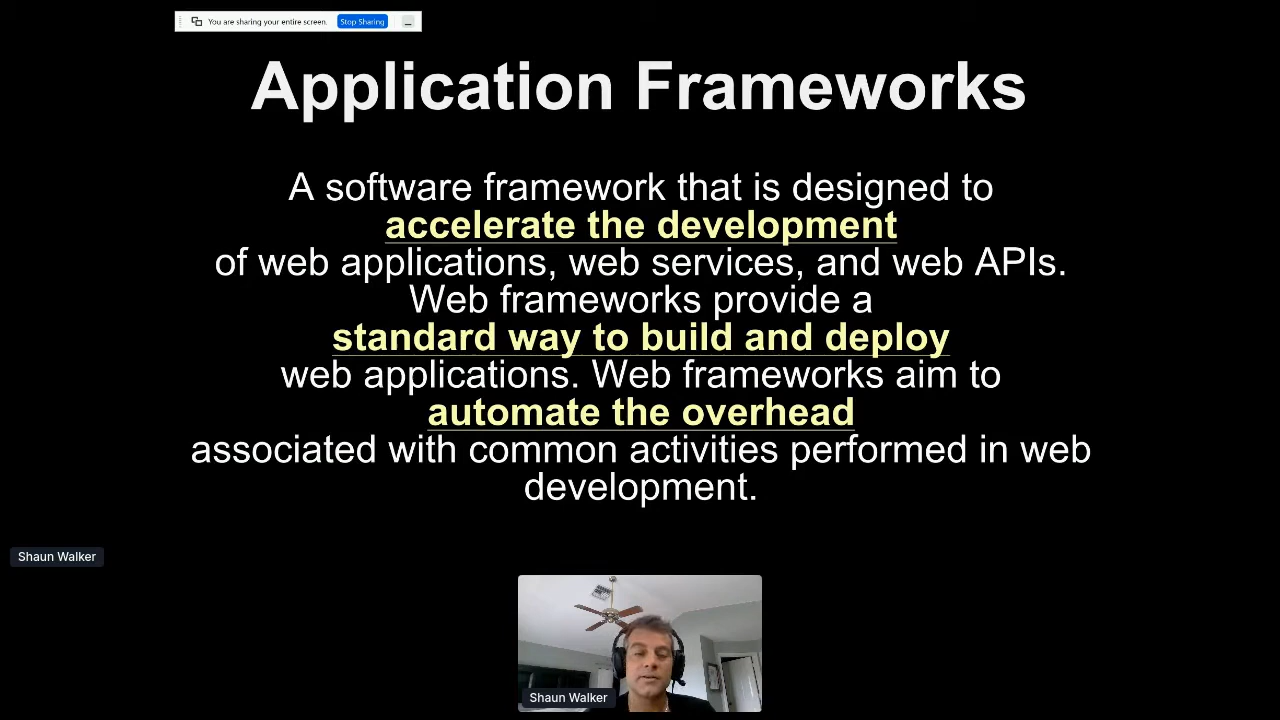 You are sharing your entire screen. Stop Sharing
Application Frameworks
A software framework that is designed to
accelerate the development
of web applications, web services, and web APIs.
Web frameworks provide a
standard way to build and deploy
web applications. Web frameworks aim to
automate the overhead
associated with common activities performed in web
development.
Shaun Walker
Shaun Walker